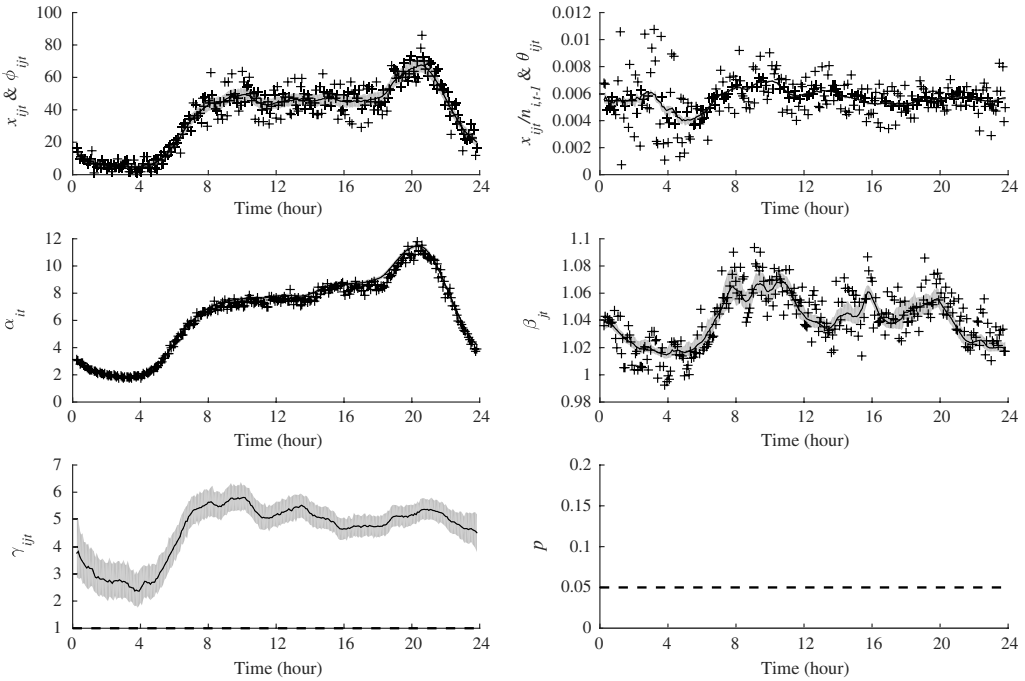 100
80
60
40
20
0
x_ijt & ϕ_ijt
0 4 8 12 16 20 24
Time (hour)
0.012
0.010
0.008
0.006
0.004
0.002
0
x_ijt/n_i,t-1 & θ_ijt
0 4 8 12 16 20 24
Time (hour)
12
10
8
6
4
2
0
α_it
0 4 8 12 16 20 24
Time (hour)
1.1
1.08
1.06
1.04
1.02
1
0.98
β_jt
0 4 8 12 16 20 24
Time (hour)
7
6
5
4
3
2
1
γ_ijt
0 4 8 12 16 20 24
Time (hour)
0.2
0.15
0.1
0.05
0
p
0 4 8 12 16 20 24
Time (hour)